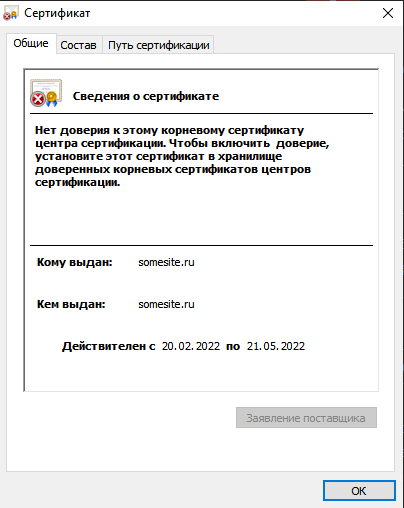 Сертификат
Общие Состав Путь сертификации
Сведения о сертификате
Нет доверия к этому корневому сертификату
центра сертификации. Чтобы включить доверие,
установите этот сертификат в хранилище
доверенных корневых сертификатов центров
сертификации.
Кому выдан: somesite.ru
Кем выдан: somesite.ru
Действителен с 20.02.2022 по 21.05.2022
Заявление поставщика
ОК